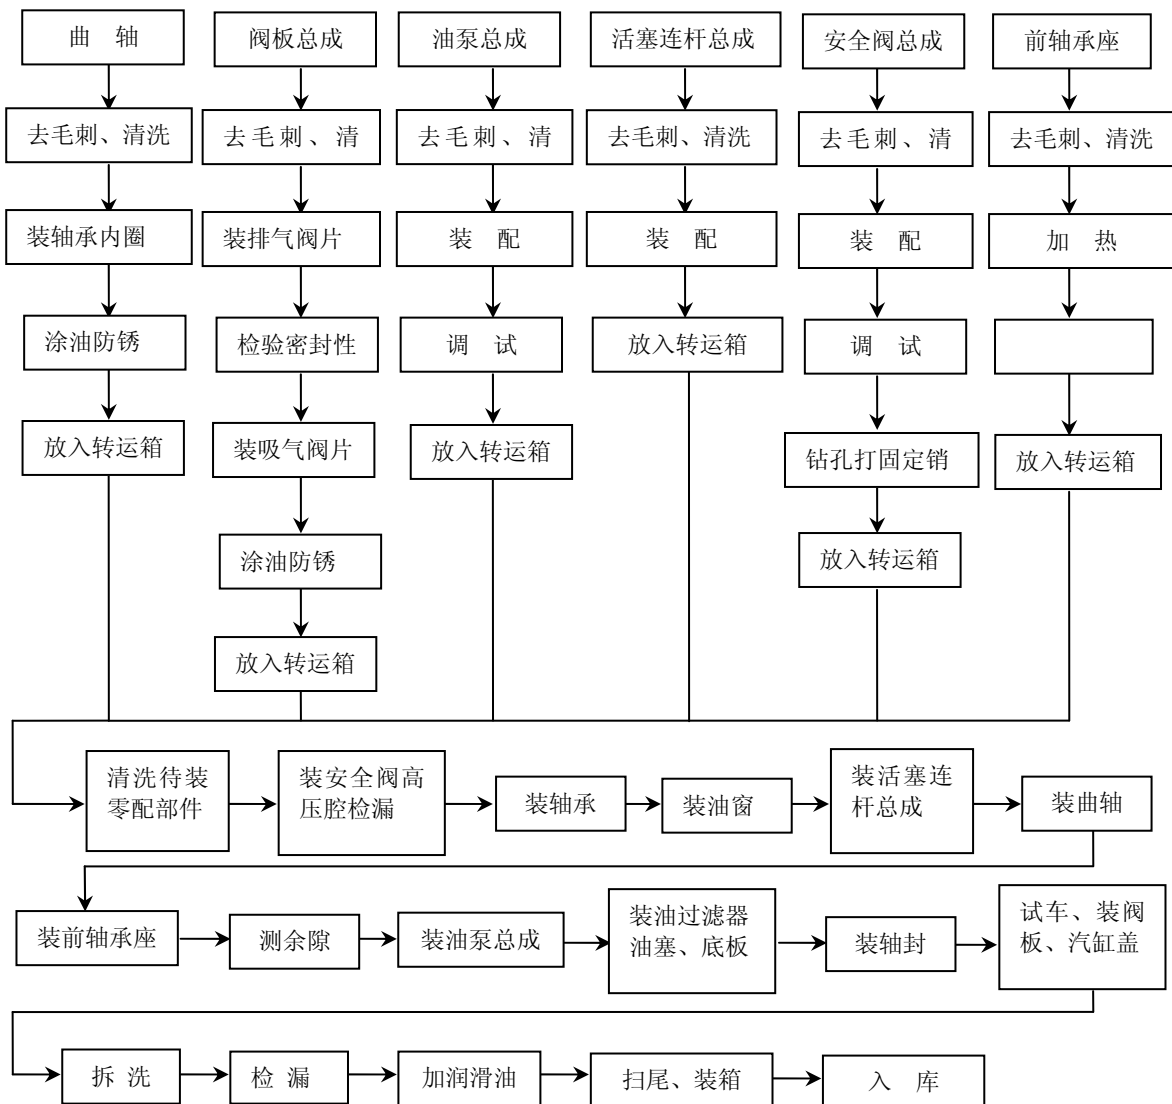 曲 轴
阀板总成
油泵总成
活塞连杆总成
安全阀总成
前轴承座
去毛刺、清洗
去毛刺、清
去毛刺、清
去毛刺、清洗
去毛刺、清
去毛刺、清洗
装轴承内圈
装排气阀片
装 配
装 配
装 配
加 热
涂油防锈
检验密封性
调 试
放入转运箱
调 试
放入转运箱
装吸气阀片
放入转运箱
钻孔打固定销
放入转运箱
涂油防锈
放入转运箱
放入转运箱
清洗待装
零配部件
装安全阀高
压腔检漏
装轴承
装油窗
装活塞连
杆总成
装曲轴
装前轴承座
测余隙
装油泵总成
装油过滤器
油塞、底板
装轴封
试车、装阀
板、汽缸盖
拆 洗
检 漏
加润滑油
扫尾、装箱
入 库